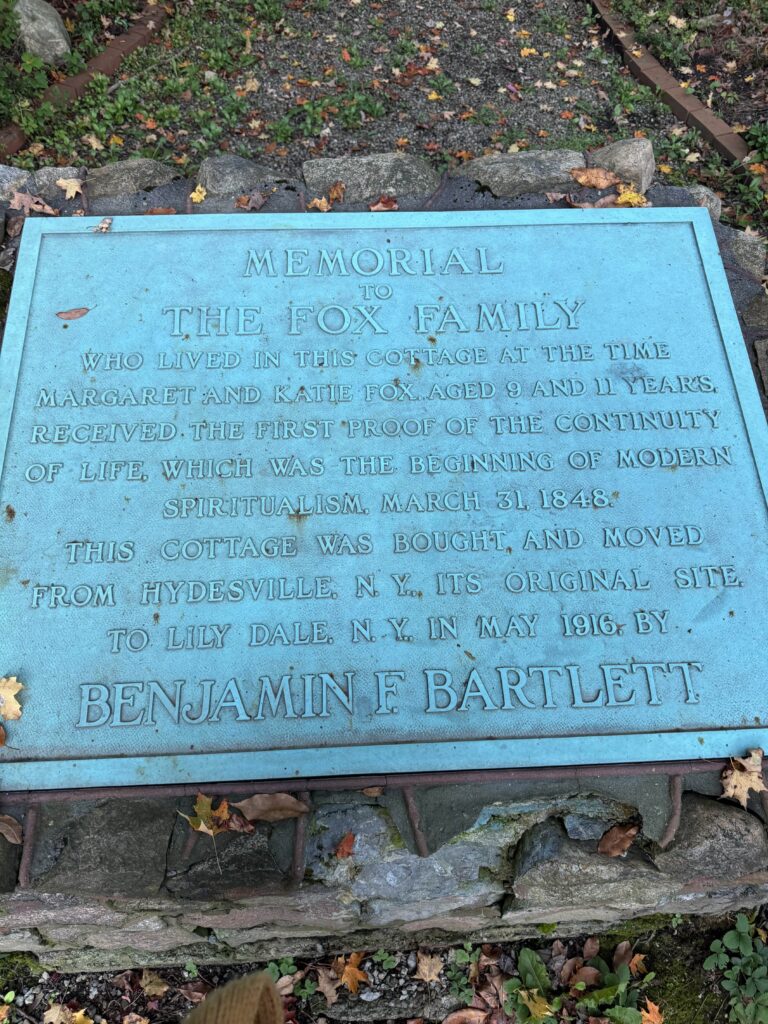 MEMORIAL
TO
THE FOX FAMILY
WHO LIVED IN THIS COTTAGE AT THE TIME
MARGARET AND KATIE FOX, AGED 9 AND 11 YEARS,
RECEIVED THE FIRST PROOF OF THE CONTINUITY
OF LIFE, WHICH WAS THE BEGINNING OF MODERN
SPIRITUALISM, MARCH 31, 1848.
THIS COTTAGE WAS BOUGHT AND MOVED
FROM HYDESVILLE, N. Y., ITS ORIGINAL SITE,
TO LILY DALE, N. Y. IN MAY 1916, BY
BENJAMIN F. BARTLETT.